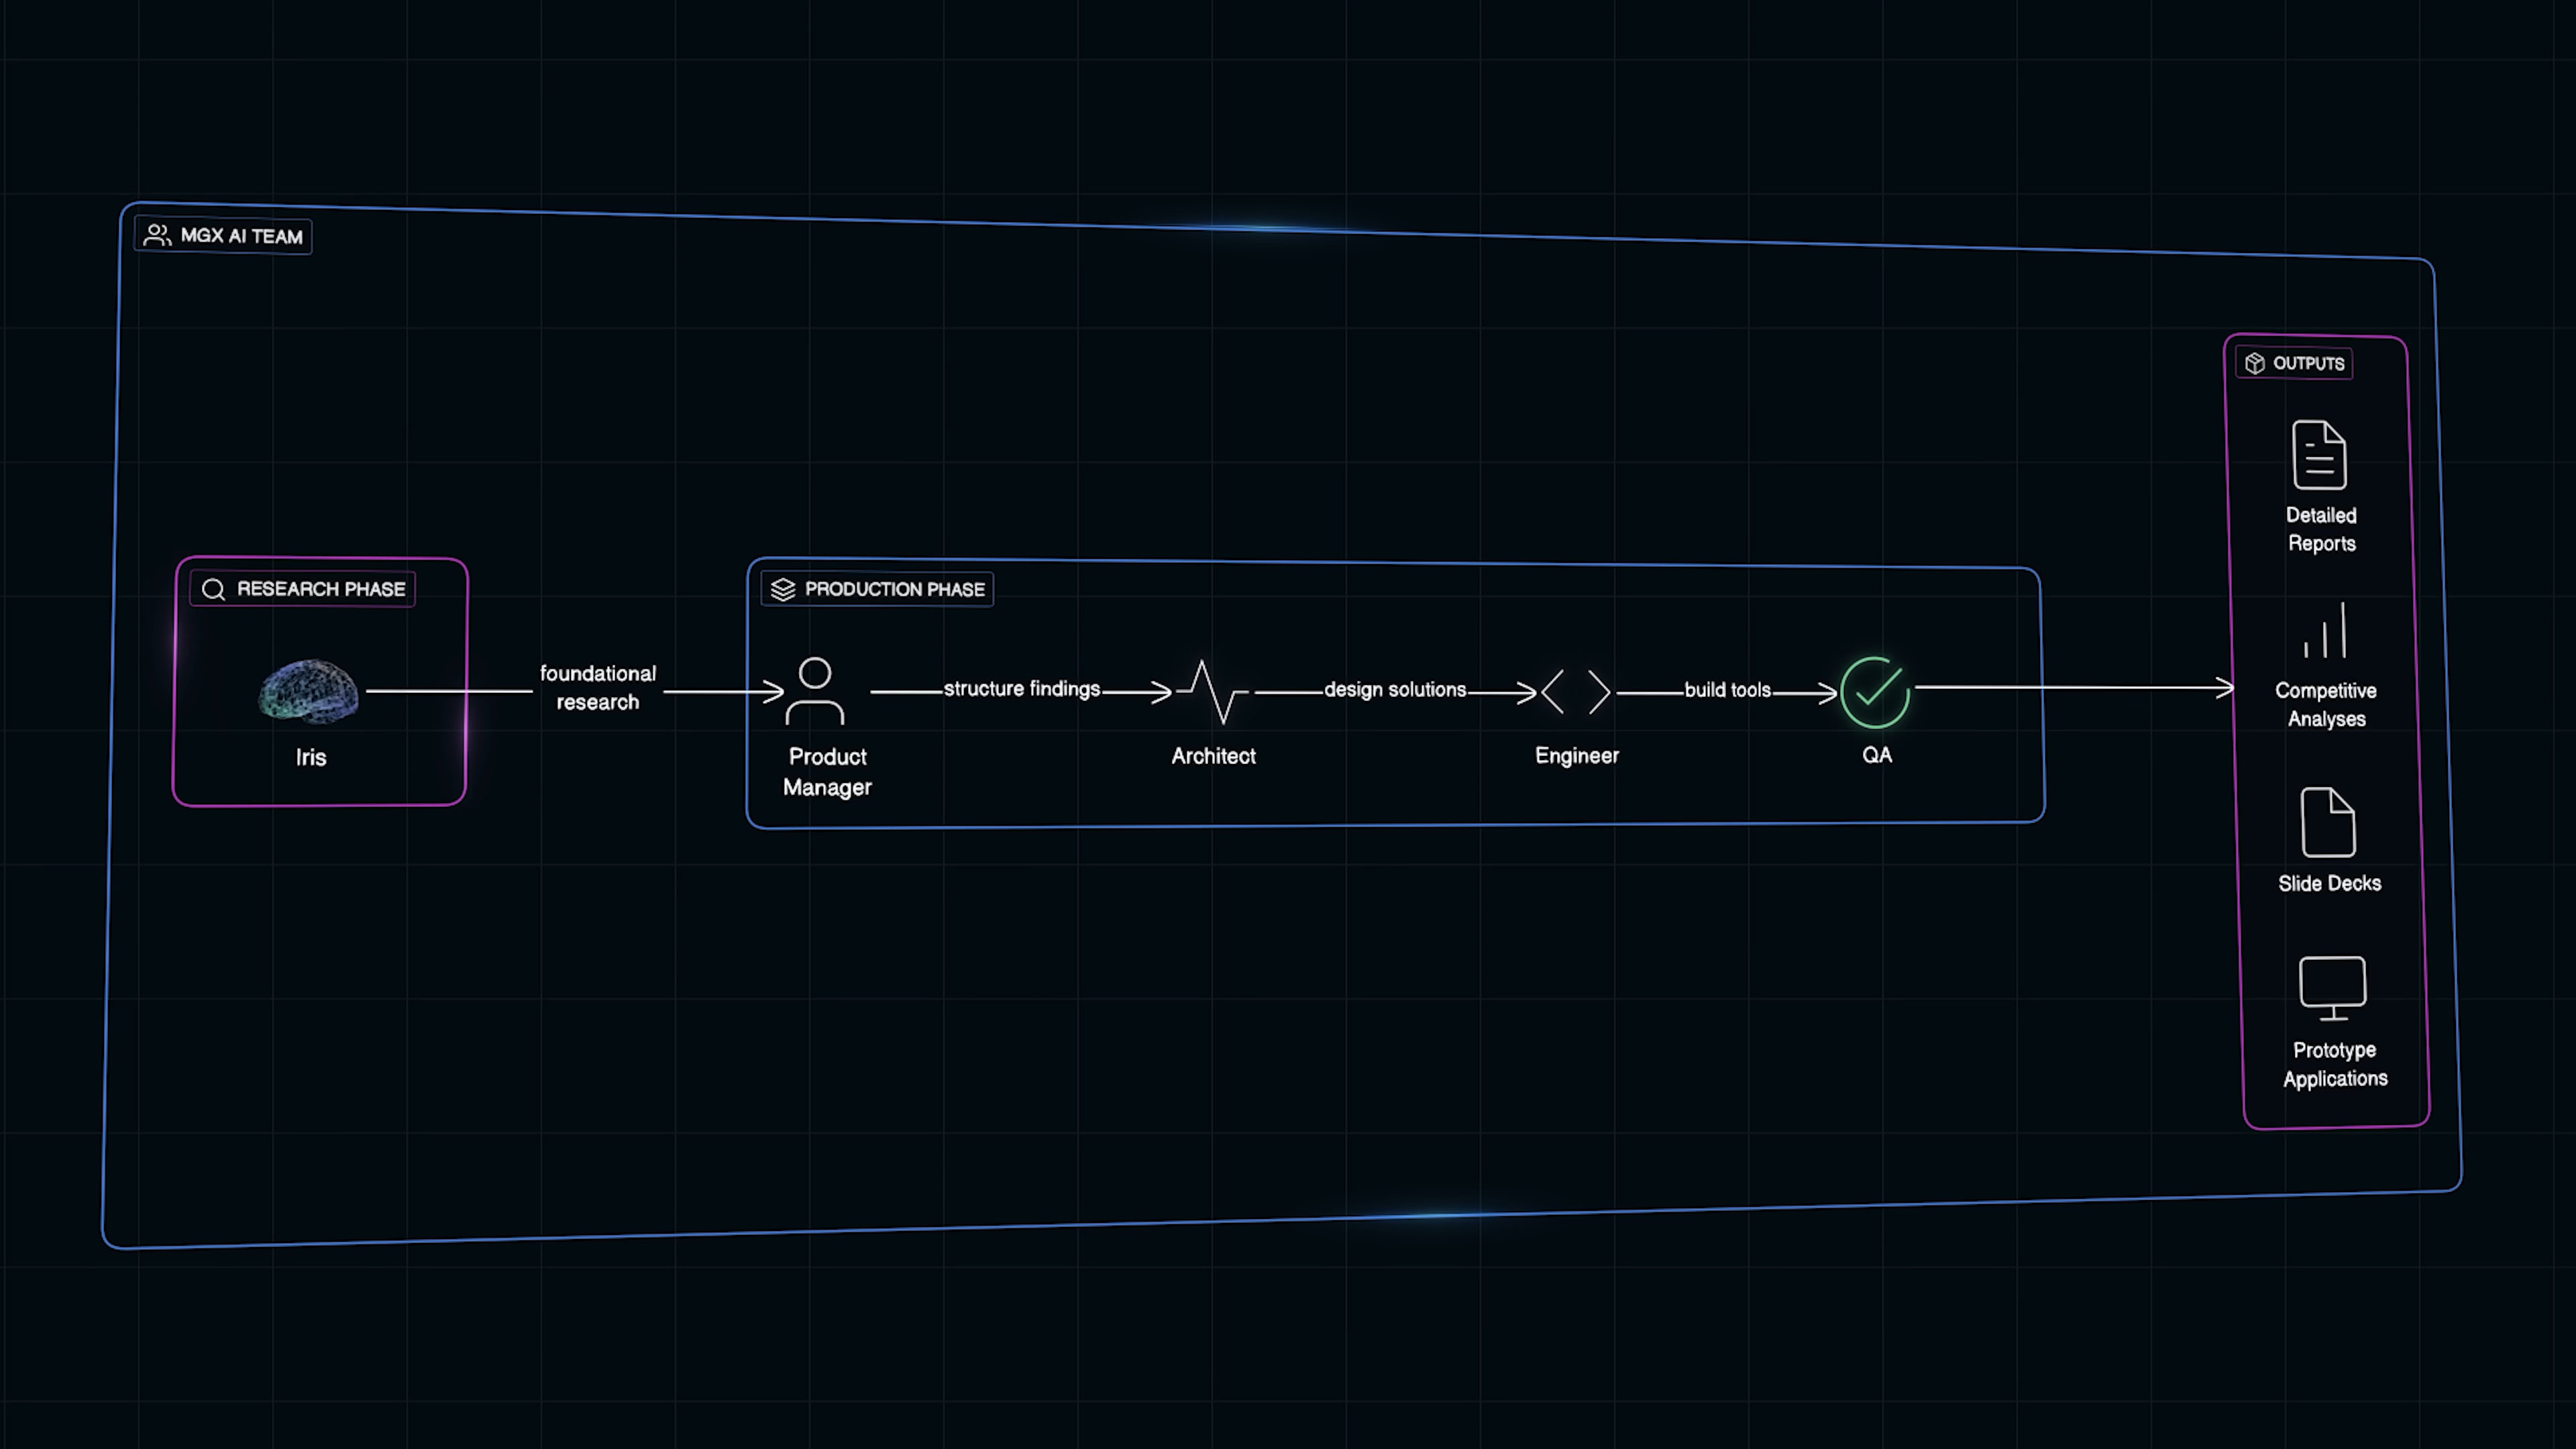 MGX AI TEAM
RESEARCH PHASE
Iris
foundational
research
PRODUCTION PHASE
Product
Manager
structure findings
Architect
design solutions
Engineer
build tools
QA
OUTPUTS
Detailed
Reports
Competitive
Analyses
Slide Decks
Prototype
Applications